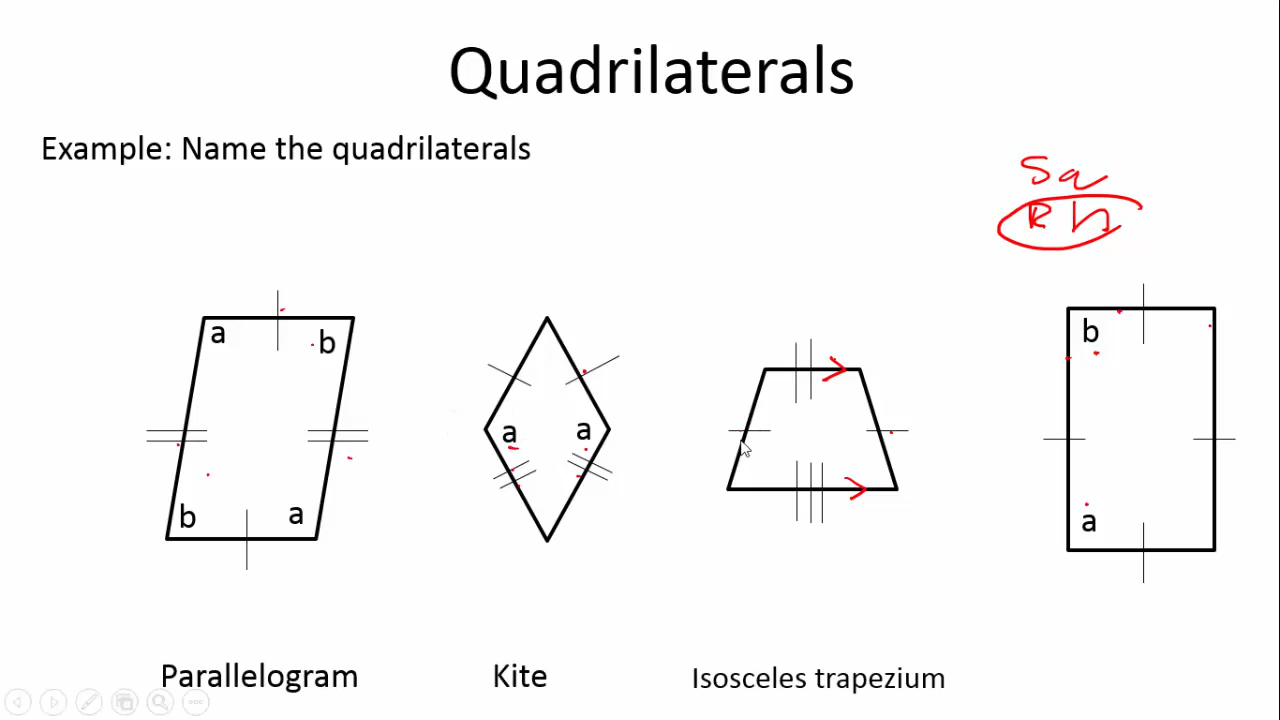 Quadrilaterals
Example: Name the quadrilaterals
Sq
Rh
a b b
a a
b a a
Parallelogram Kite Isosceles trapezium